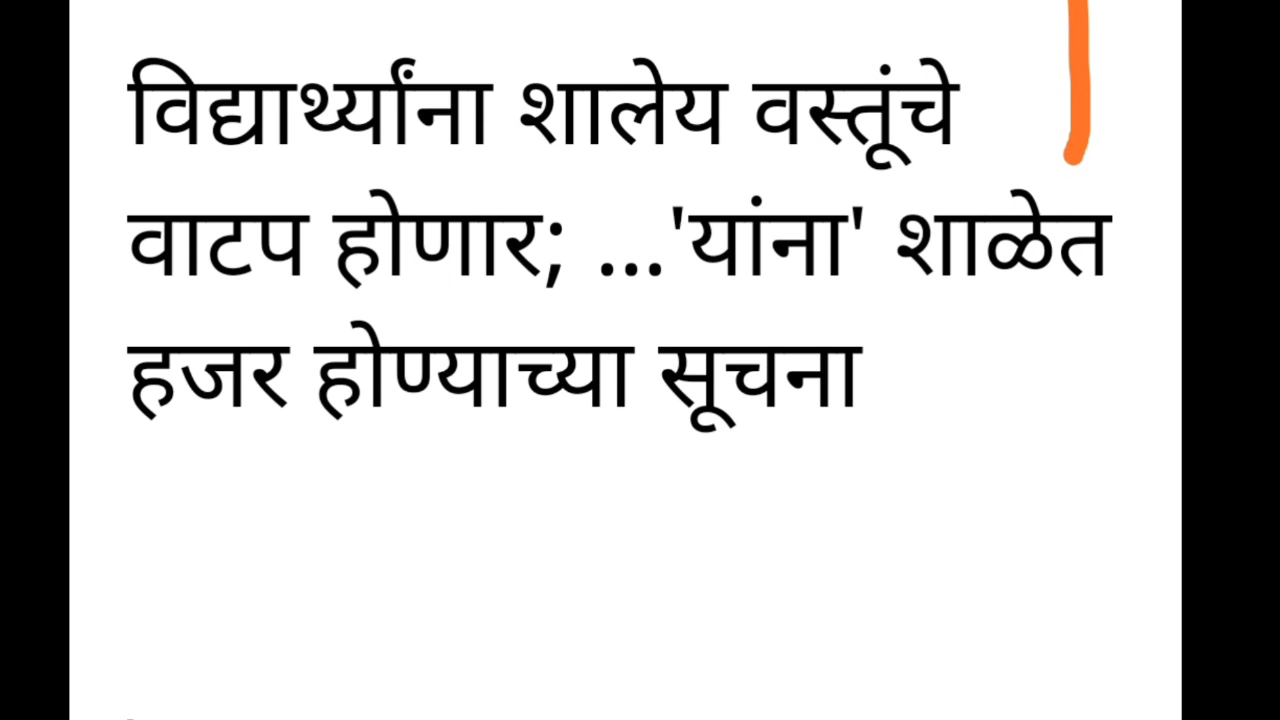 विद्यार्थ्यांना शालेय वस्तूंचे
वाटप होणार; ...'यांना' शाळेत
हजर होण्याच्या सूचना